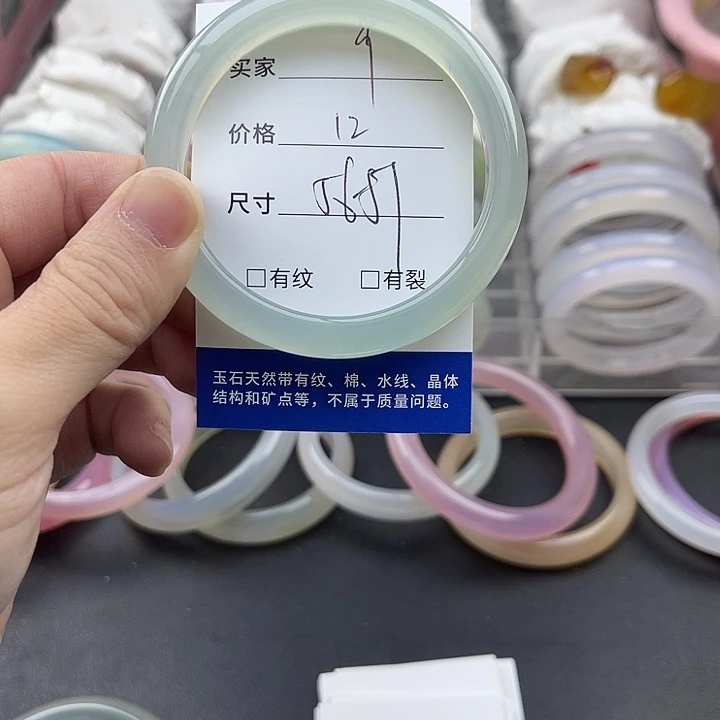 买家 9
价格 12
尺寸
□有纹 □有裂
玉石天然带有纹、棉、水线、晶体
结构和矿点等，不属于质量问题。